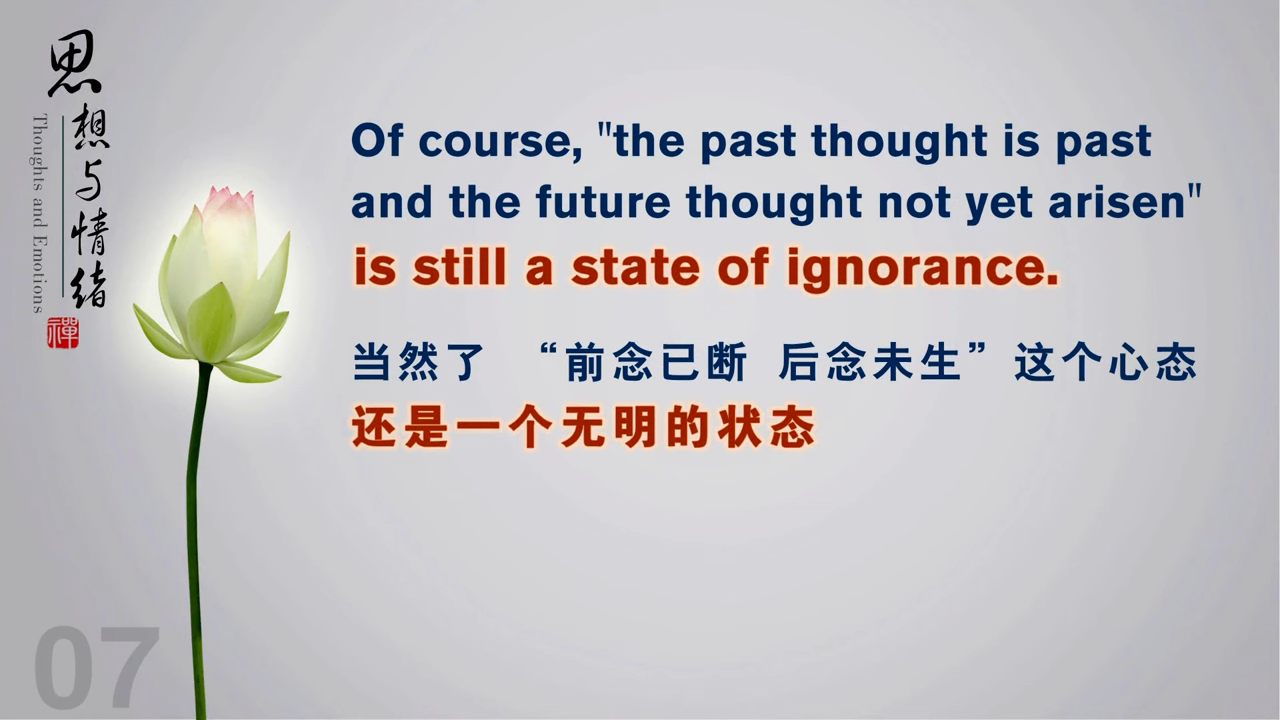 思想与情绪
Thoughts and Emotions
禪
Of course, "the past thought is past
and the future thought not yet arisen"
is still a state of ignorance.
当然了 “前念已断 后念未生”这个心态
还是一个无明的状态
07